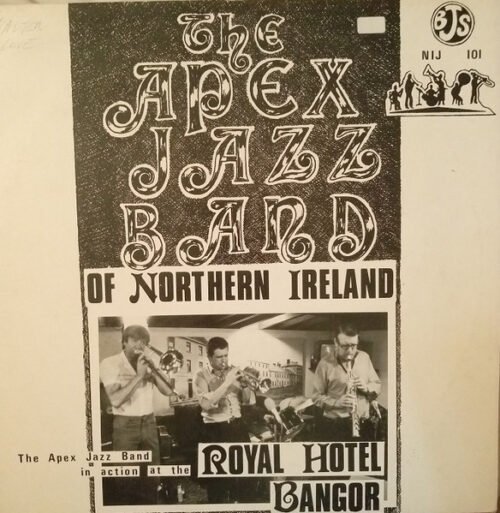 The
APEX
JAZZ
BAND
OF NORTHERN IRELAND
BJS
NIJ 101
The Apex Jazz Band
in action at the
ROYAL HOTEL
BANGOR